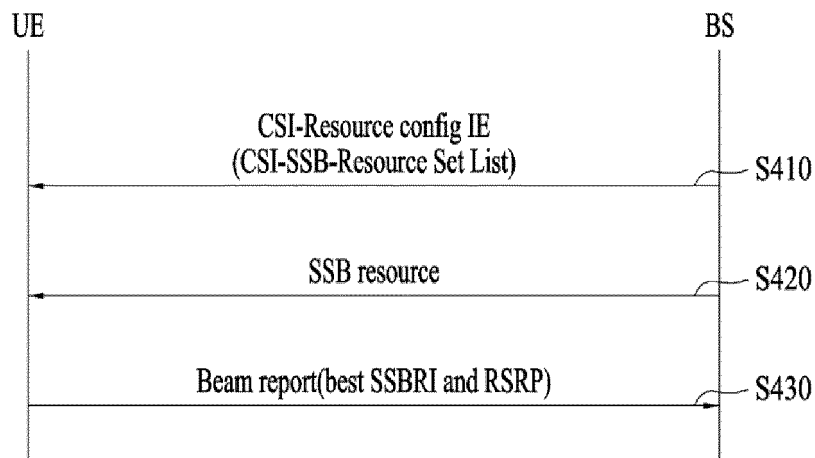 UE
BS
CSI-Resource config IE
(CSI-SSB-Resource Set List)
S410
SSB resource
S420
Beam report(best SSBRI and RSRP)
S430